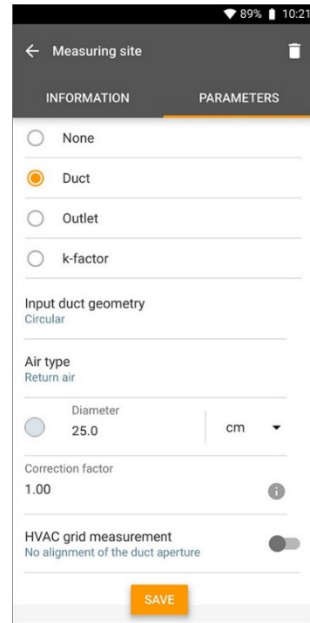 89% 10:21
Measuring site
INFORMATION PARAMETERS
None
Duct
Outlet
k-factor
Input duct geometry
Circular
Air type
Return air
Diameter
25.0 cm
Correction factor
1.00
HVAC grid measurement
No alignment of the duct aperture
SAVE